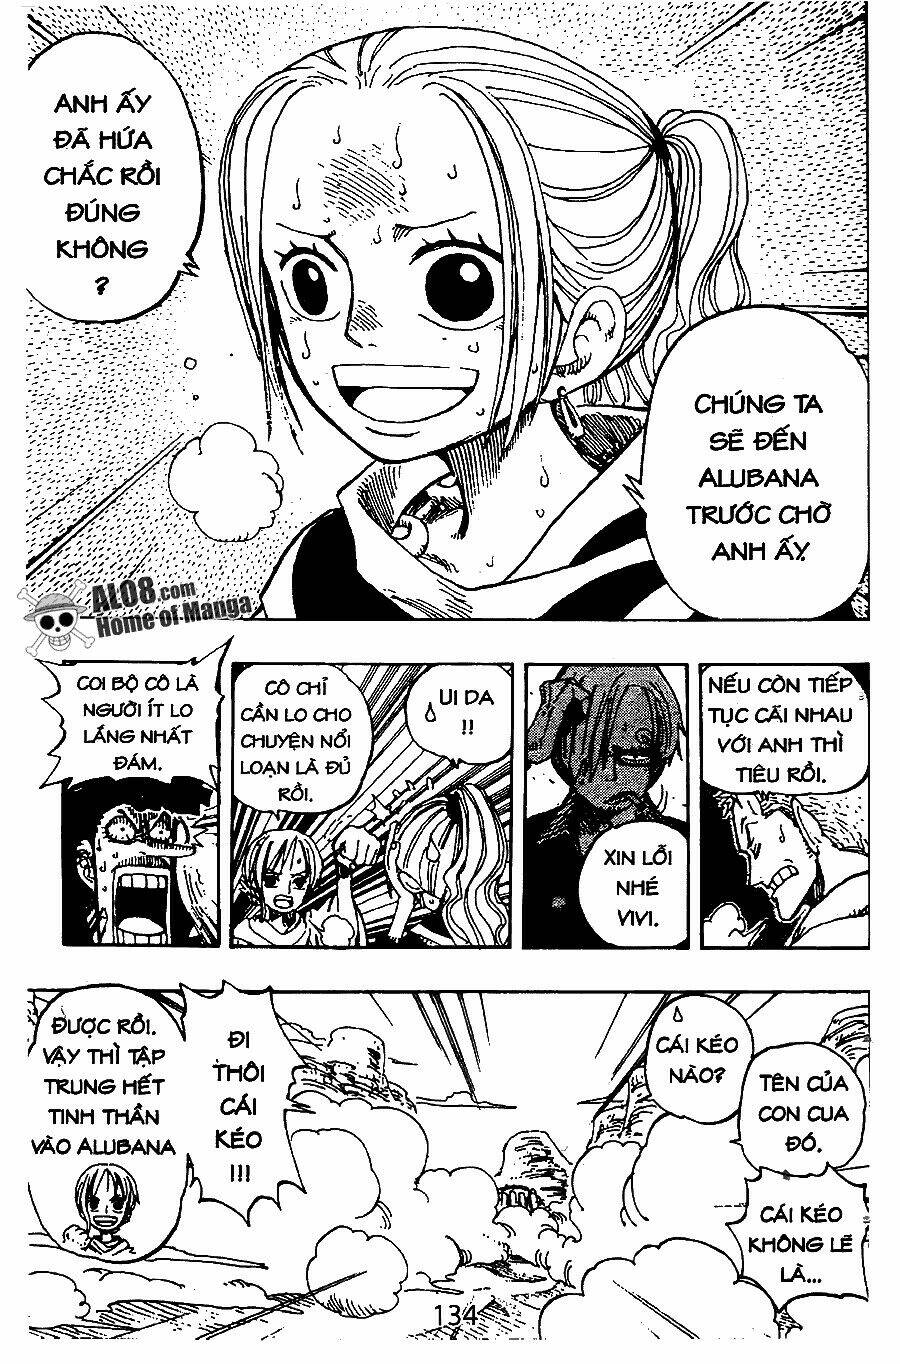 ANH ẤY
ĐÃ HỨA
CHẮC RỒI
ĐÚNG
KHÔNG
?
CHÚNG TA
SẼ ĐẾN
ALUBANA
TRƯỚC CHỜ
ANH ẤY.
AL08.com
Home of Manga
COI BỘ CÔ LÀ
NGƯỜI ÍT LO
LẮNG NHẤT
ĐÁM.
CÔ CHỈ
CẦN LO CHO
CHUYỆN NỔI
LOẠN LÀ ĐỦ
RỒI.
UI DA
!!
XIN LỖI
NHÉ
VIVI.
NẾU CÒN TIẾP
TỤC CÃI NHAU
VỚI ANH THÌ
TIÊU RỒI.
ĐƯỢC RỒI.
VẬY THÌ TẬP
TRUNG HẾT
TINH THẦN
VÀO ALUBANA
ĐI
THÔI
CÁI
KÉO
!!!
CÁI KÉO
NÀO?
TÊN CỦA
CON CUA
ĐÓ.
CÁI KÉO
KHÔNG LẼ
LÀ...
134